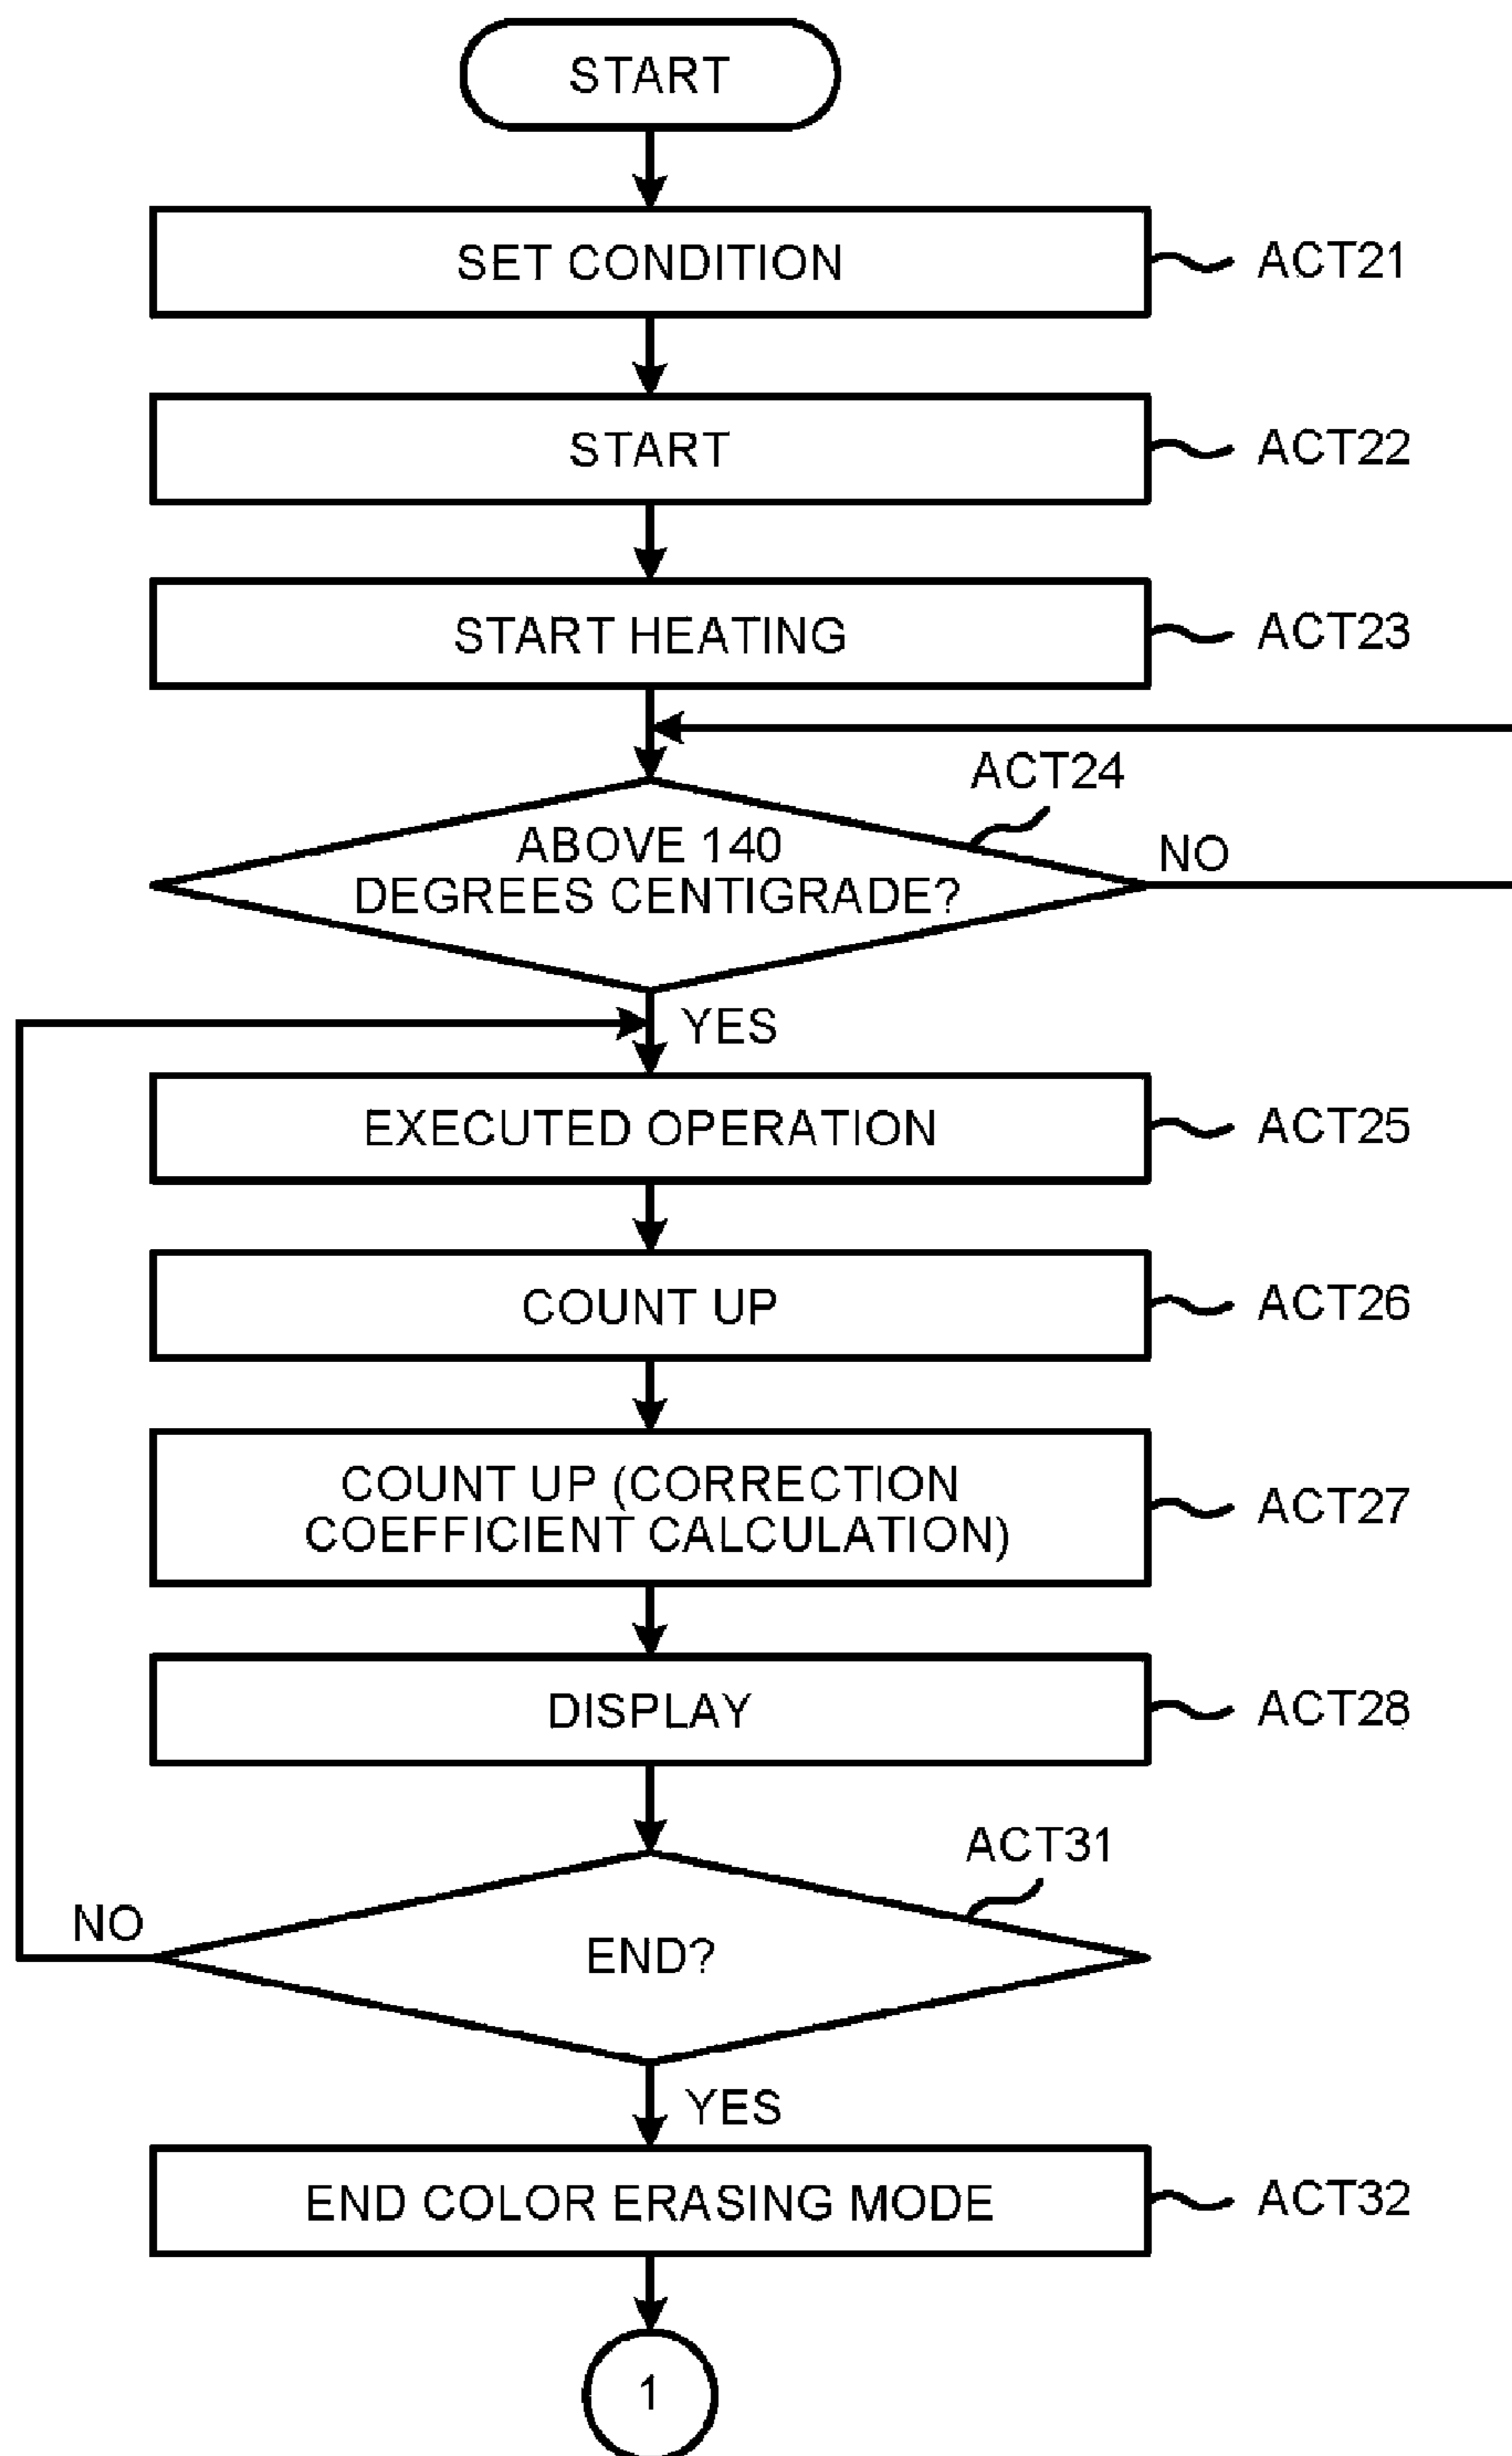 START
SET CONDITION
ACT21
START
ACT22
START HEATING
ACT23
ACT24
ABOVE 140
DEGREES CENTIGRADE?
NO
YES
EXECUTED OPERATION
ACT25
COUNT UP
ACT26
COUNT UP (CORRECTION
COEFFICIENT CALCULATION)
ACT27
DISPLAY
ACT28
ACT31
NO
END?
YES
END COLOR ERASING MODE
ACT32
1